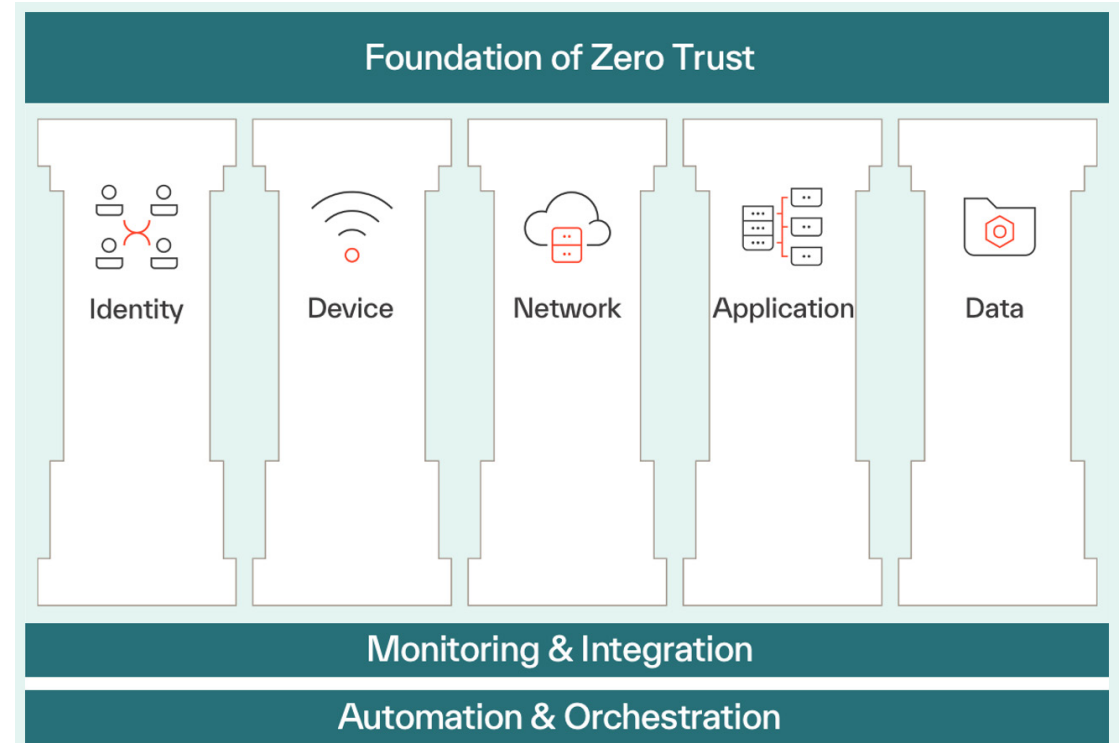 Foundation of Zero Trust
Identity
Device
Network
Application
Data
Monitoring & Integration
Automation & Orchestration